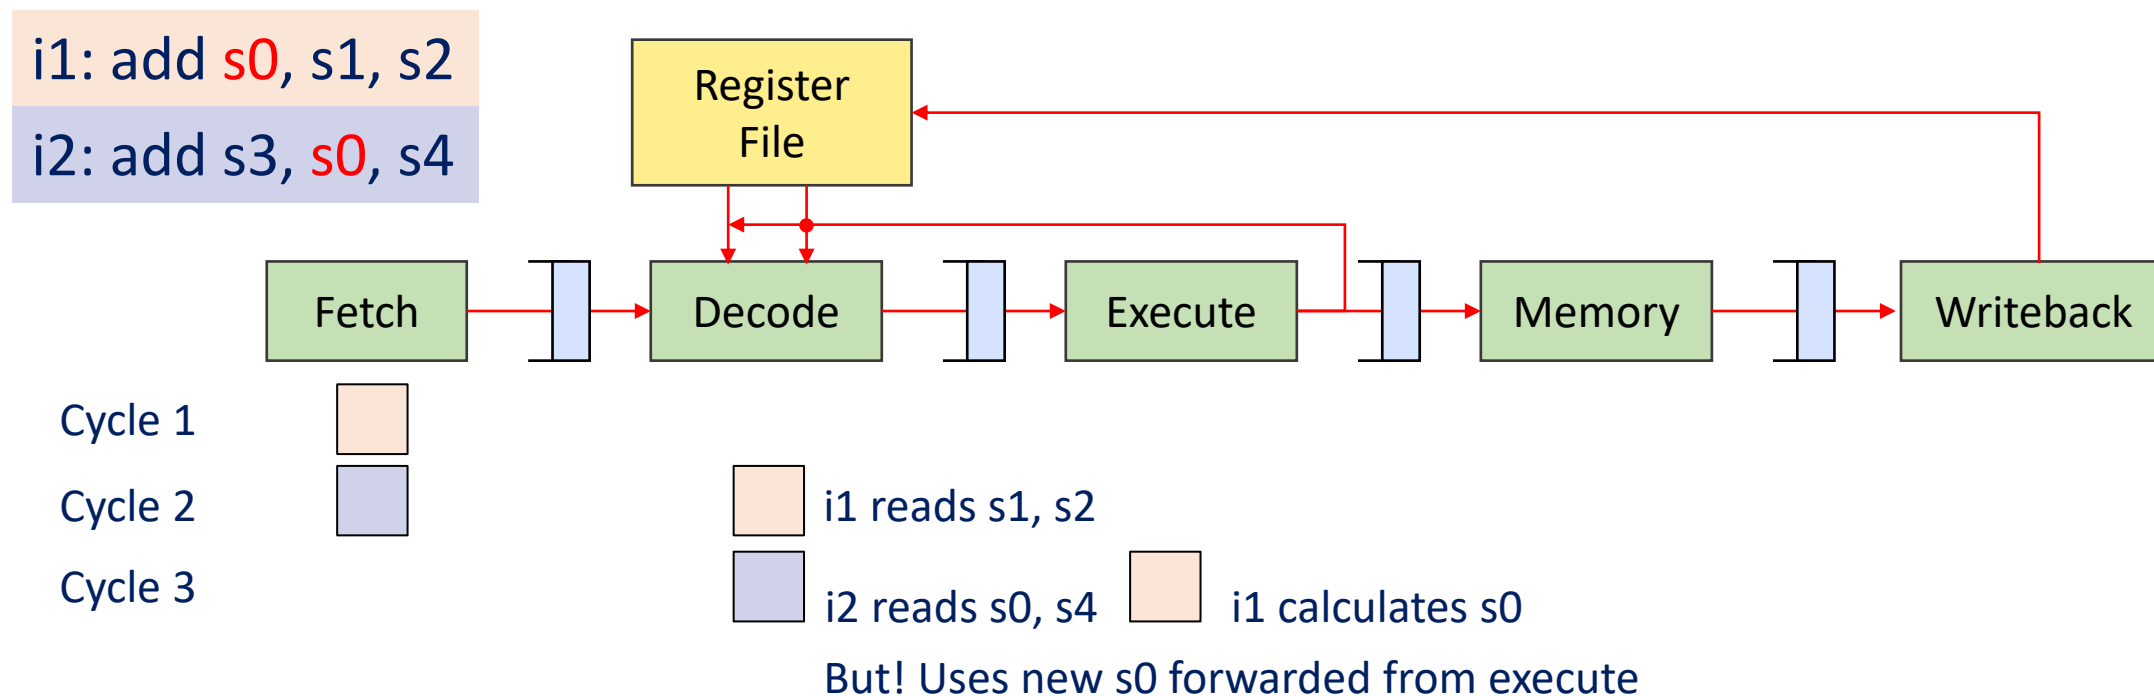 i1: add s0, s1, s2
i2: add s3, s0, s4
Register
File
Fetch
Decode
Execute
Memory
Writeback
Cycle 1
Cycle 2
i1 reads s1, s2
Cycle 3
i2 reads s0, s4
i1 calculates s0
But! Uses new s0 forwarded from execute